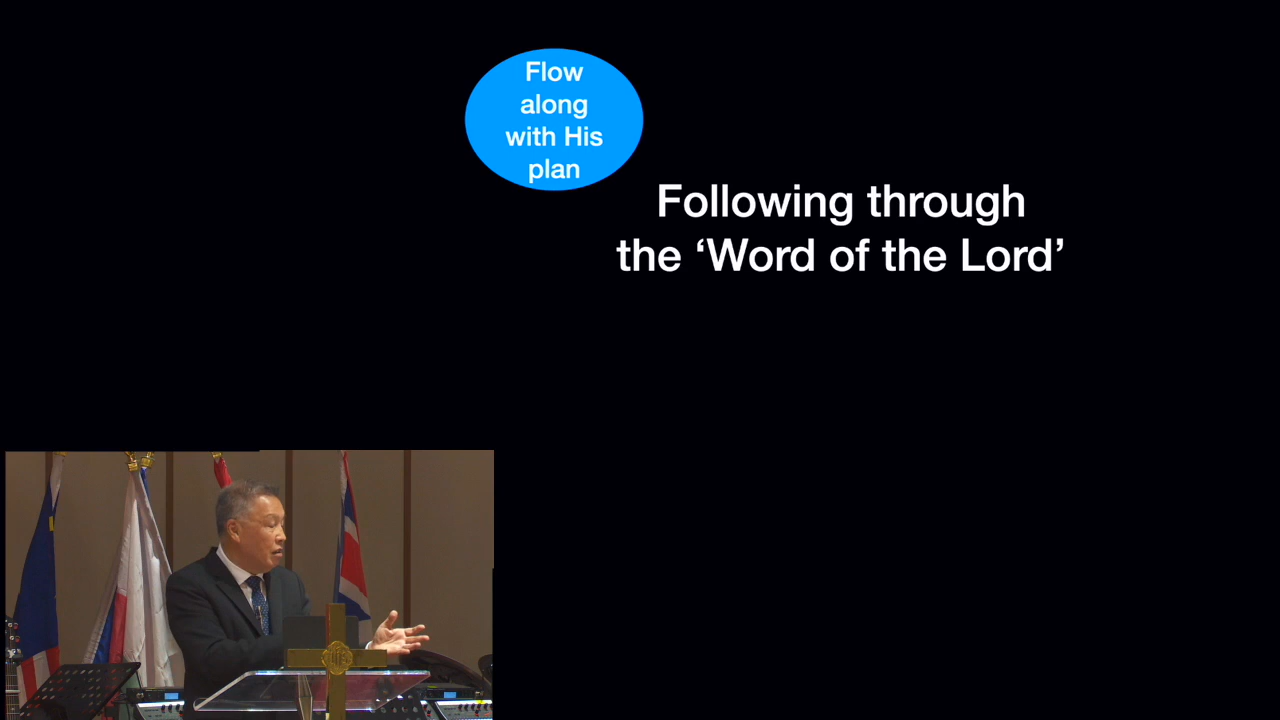 Flow
along
with His
plan
Following through
the ‘Word of the Lord’